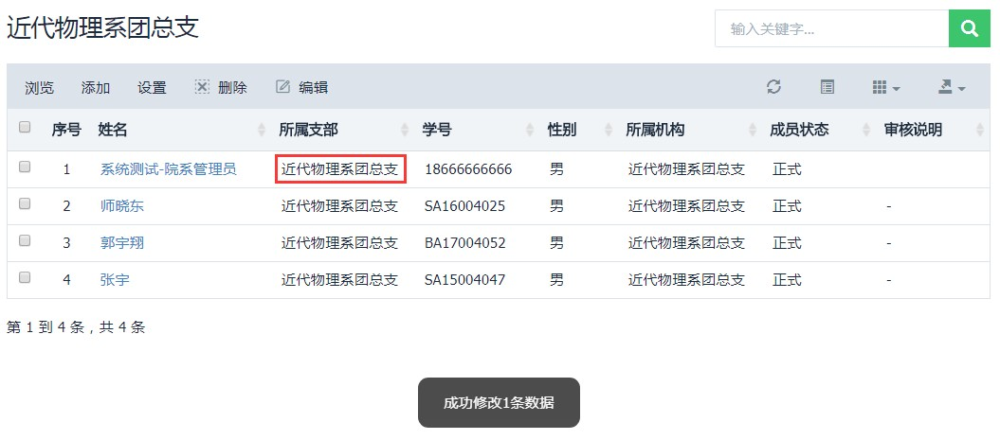 近代物理系团总支
输入关键字...
浏览 添加 设置 删除 编辑
序号 姓名 所属支部 学号 性别 所属机构 成员状态 审核说明
1 系统测试-院系管理员 近代物理系团总支 18666666666 男 近代物理系团总支 正式
2 师晓东 近代物理系团总支 SA16004025 男 近代物理系团总支 正式 -
3 郭宇翔 近代物理系团总支 BA17004052 男 近代物理系团总支 正式 -
4 张宇 近代物理系团总支 SA15004047 男 近代物理系团总支 正式 -
第 1 到 4 条，共 4 条
成功修改1条数据